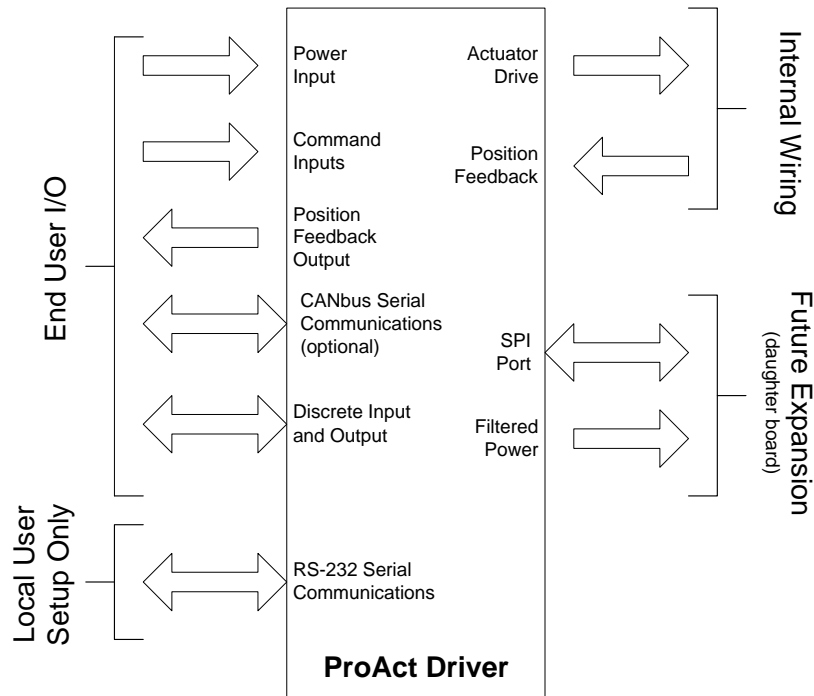 End User I/O
Local User
Setup Only
Power
Input
Command
Inputs
Position
Feedback
Output
CANbus Serial
Communications
(optional)
Discrete Input
and Output
RS-232 Serial
Communications
Actuator
Drive
Position
Feedback
SPI
Port
Filtered
Power
ProAct Driver
Internal Wiring
Future Expansion
(daughter board)